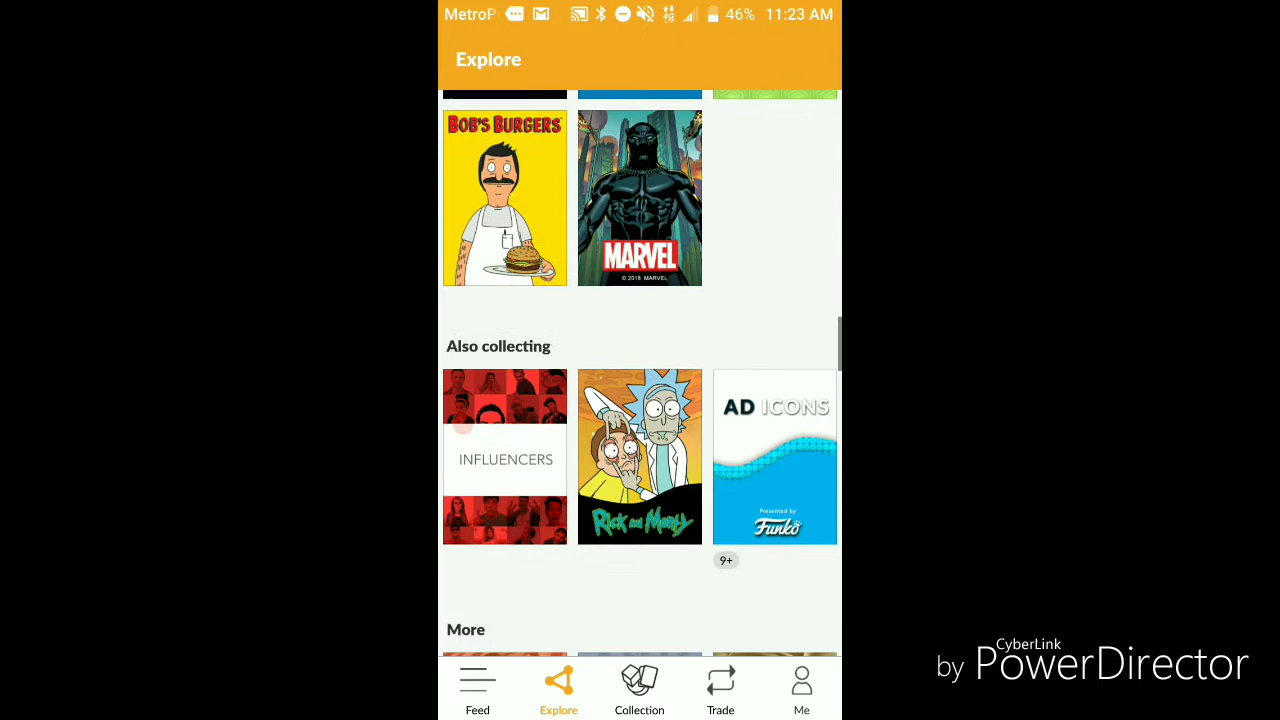 MetroP
46% 11:23 AM
Explore
BOB'S BURGERS
MARVEL
© 2018 MARVEL
Also collecting
INFLUENCERS
RICK AND MORTY
AD ICONS
Presented by
Funko
9+
More
Feed
Explore
Collection
Trade
Me
CyberLink
by PowerDirector